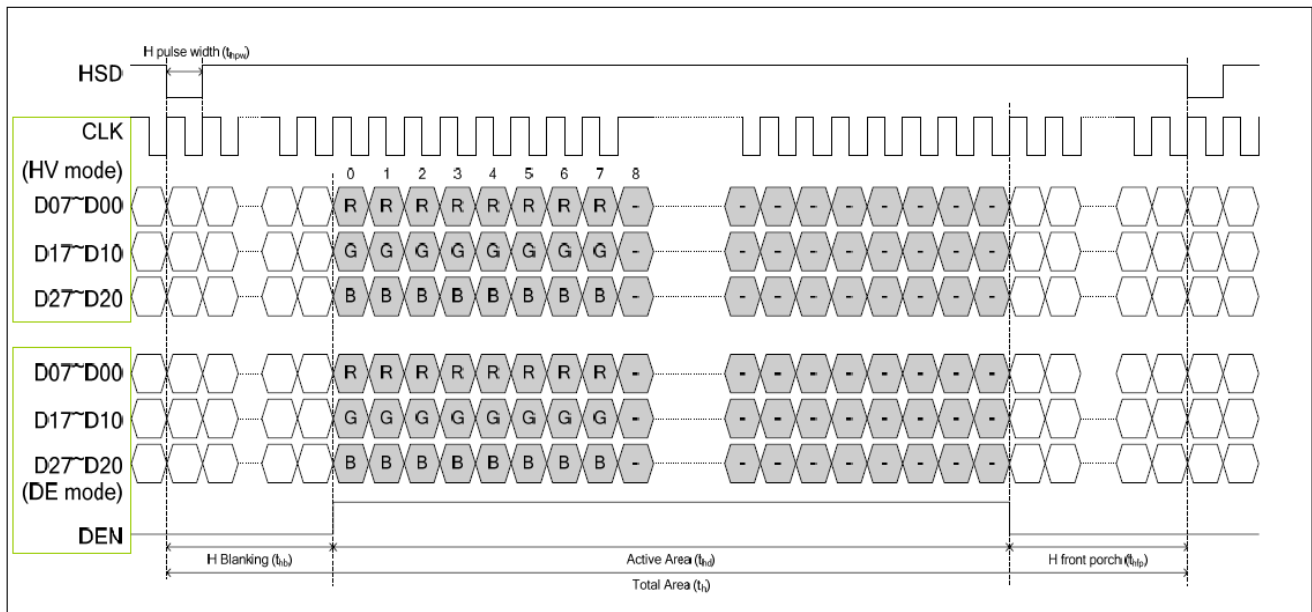 H pulse width (thpw)
HSD
CLK
(HV mode)
0 1 2 3 4 5 6 7 8
D07~D00 R R R R R R R R - - - - - - - - -
D17~D10 G G G G G G G G - - - - - - - - -
D27~D20 B B B B B B B B - - - - - - - - -
D07~D00 R R R R R R R R - - - - - - - - -
D17~D10 G G G G G G G G - - - - - - - - -
D27~D20 B B B B B B B B - - - - - - - - -
(DE mode)
DEN
H Blanking (thb) Active Area (thd) H front porch (thfp)
Total Area (th)